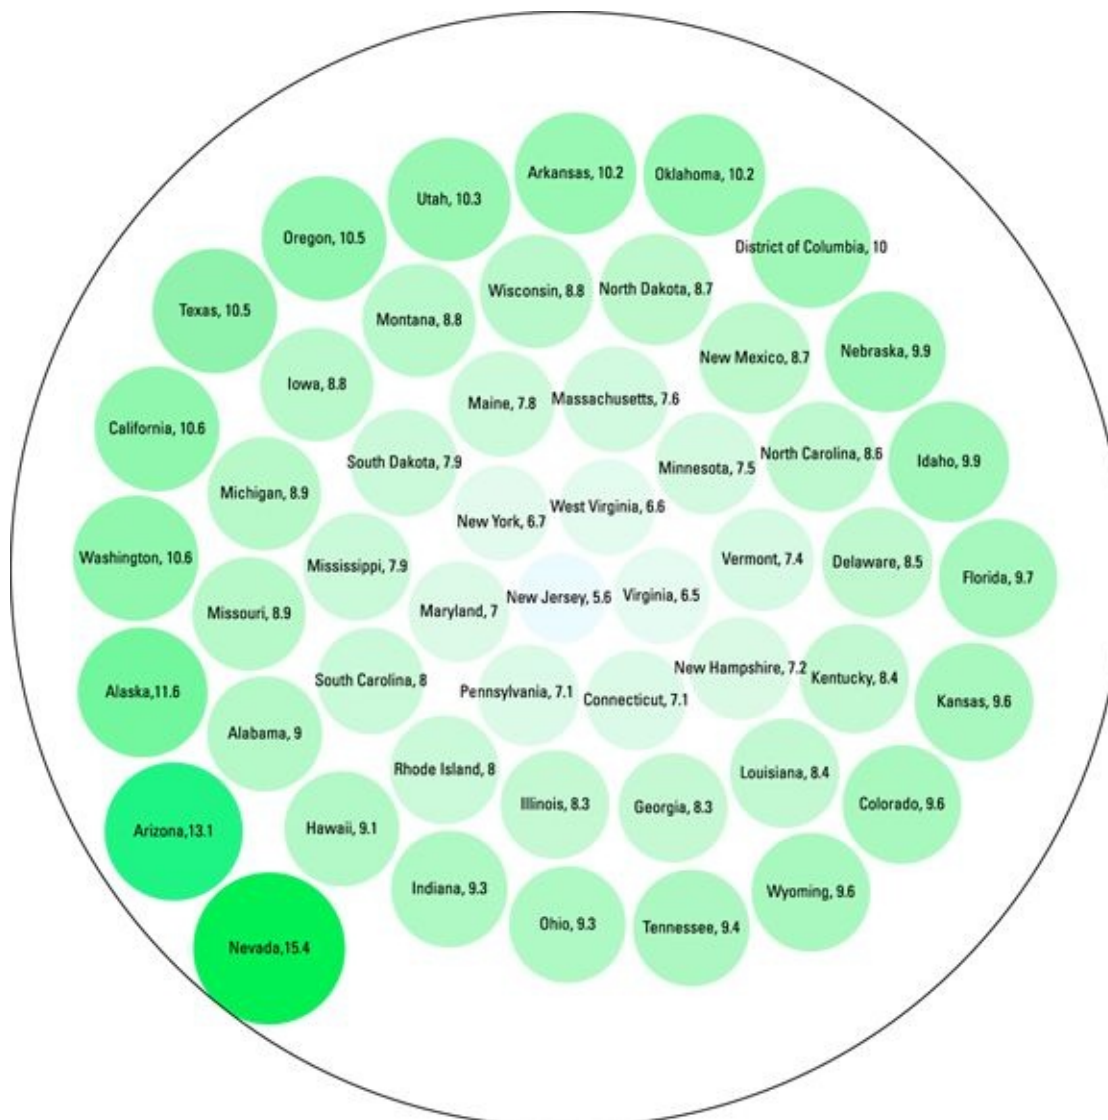 Arkansas, 10.2
Oklahoma, 10.2
Utah, 10.3
Oregon, 10.5
District of Columbia, 10
Wisconsin, 8.8
North Dakota, 8.7
Texas, 10.5
Montana, 8.8
New Mexico, 8.7
Nebraska, 9.9
Iowa, 8.8
Maine, 7.8
Massachusetts, 7.6
California, 10.6
South Dakota, 7.9
Minnesota, 7.5
North Carolina, 8.6
Idaho, 9.9
Michigan, 8.9
New York, 6.7
West Virginia, 6.6
Washington, 10.6
Mississippi, 7.9
Vermont, 7.4
Delaware, 8.5
Florida, 9.7
Missouri, 8.9
Maryland, 7
New Jersey, 5.6
Virginia, 6.5
Alaska,11.6
South Carolina, 8
Pennsylvania, 7.1
Connecticut, 7.1
New Hampshire, 7.2
Kentucky, 8.4
Kansas, 9.6
Alabama, 9
Rhode Island, 8
Louisiana, 8.4
Illinois, 8.3
Georgia, 8.3
Colorado, 9.6
Arizona,13.1
Hawaii, 9.1
Indiana, 9.3
Wyoming, 9.6
Ohio, 9.3
Tennessee, 9.4
Nevada,15.4